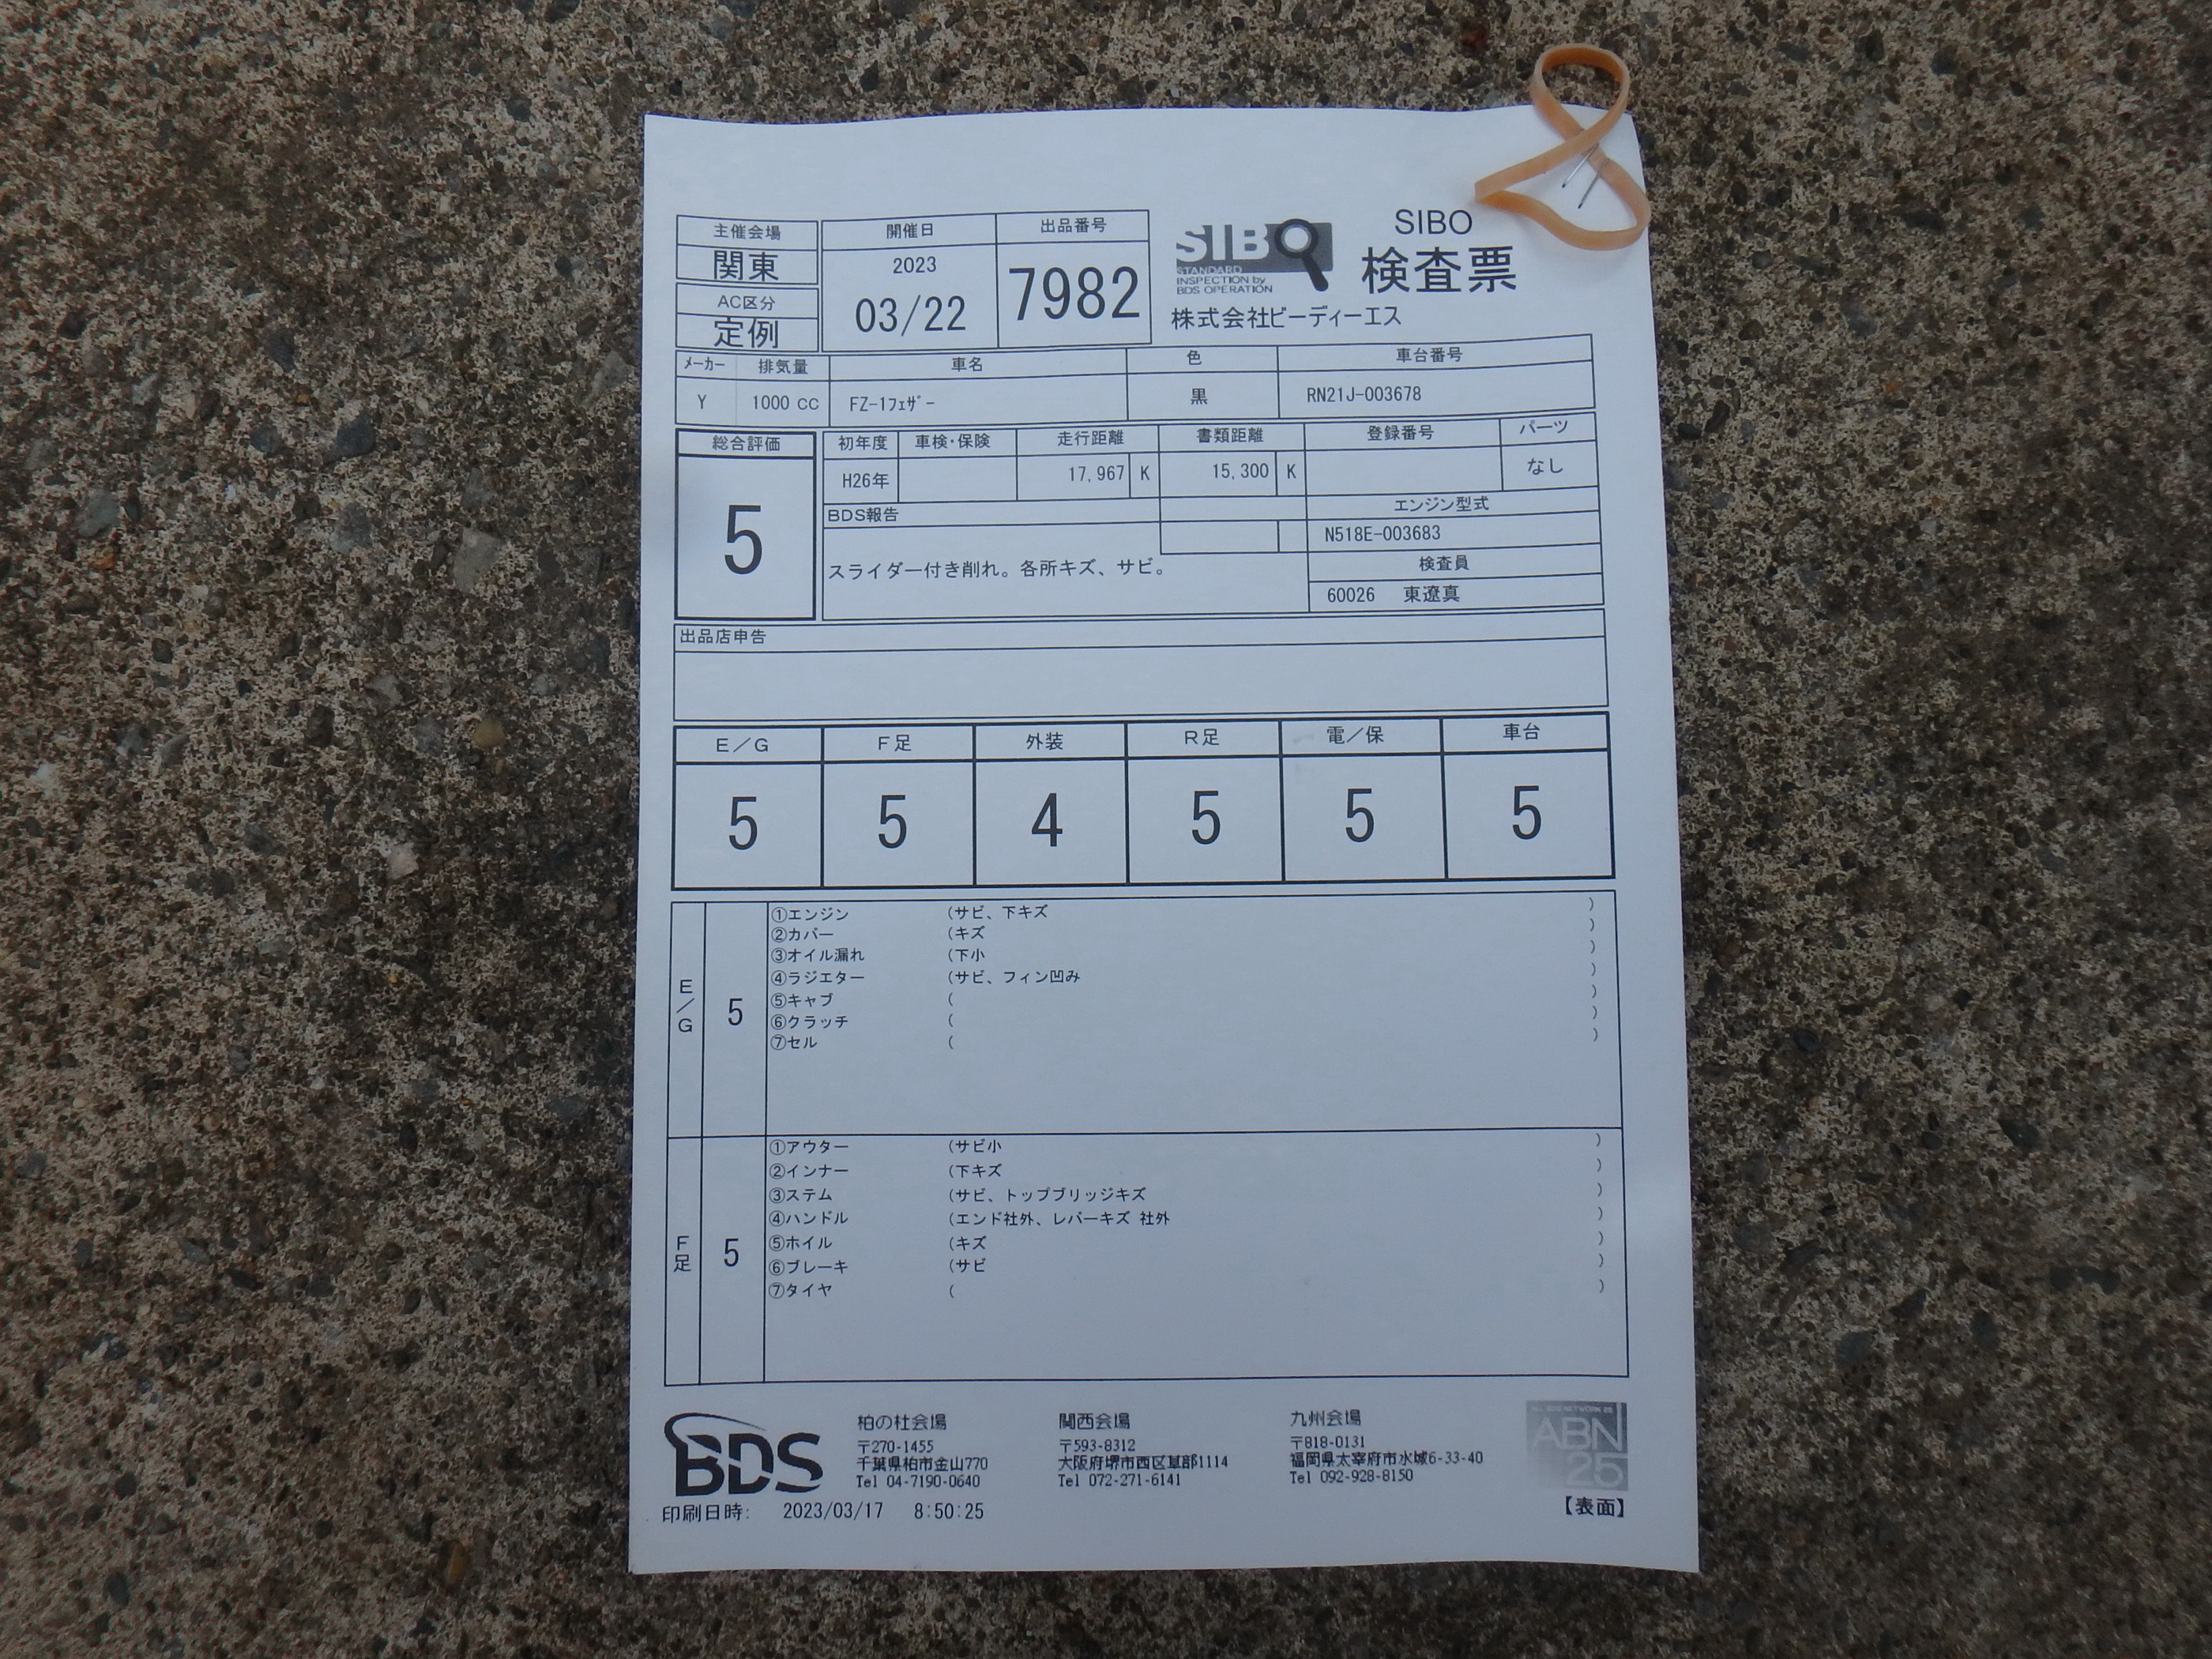 主催会場 開催日 出品番号
関東 2023 7982
AC区分 03/22
定例
SIBO
STANDARD
INSPECTION by
BDS OPERATION
SIBO
検査票
株式会社ビーディーエス
メーカー 排気量 車名 色 車台番号
Y 1000 CC FZ-1フェザー 黒 RN21J-003678
総合評価 初年度 車検・保険 走行距離 書類距離 登録番号 パーツ
5 H26年 17,967 K 15,300 K なし
BDS報告 エンジン型式
N518E-003683
スライダー付き削れ。各所キズ、サビ。 検査員
60026 東遼真
出品店申告
E/G F足 外装 R足 電/保 車台
5 5 4 5 5 5
E/G 5
①エンジン (サビ、下キズ )
②カバー (キズ )
③オイル漏れ (下小 )
④ラジエター (サビ、フィン凹み )
⑤キャブ ( )
⑥クラッチ ( )
⑦セル ( )
F足 5
①アウター (サビ小 )
②インナー (下キズ )
③ステム (サビ、トップブリッジキズ )
④ハンドル (エンド社外、レバーキズ 社外 )
⑤ホイル (キズ )
⑥ブレーキ (サビ )
⑦タイヤ ( )
BDS
柏の杜会場
〒270-1455
千葉県柏市金山770
Tel 04-7190-0640
関西会場
〒593-8312
大阪府堺市西区草部1114
Tel 072-271-6141
九州会場
〒818-0131
福岡県太宰府市水城6-33-40
Tel 092-928-8150
ABN
25
印刷日時: 2023/03/17 8:50:25
【表面】